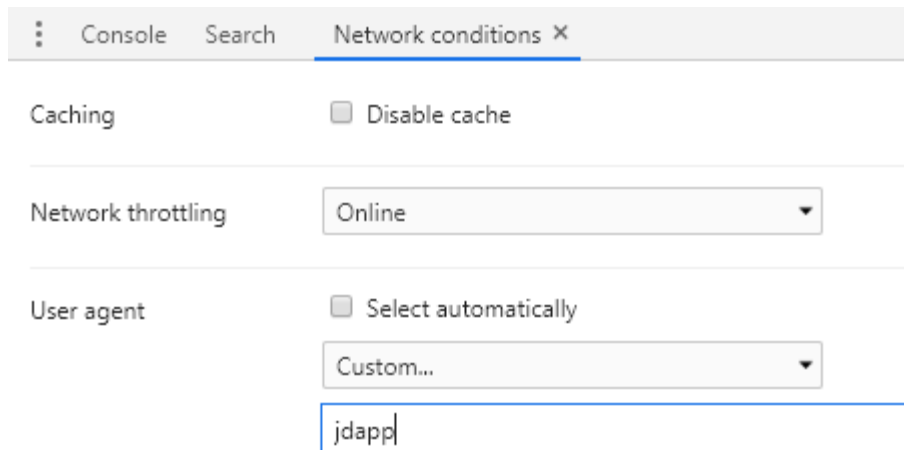 Console Search Network conditions ×
Caching Disable cache
Network throttling Online
User agent Select automatically
Custom...
jdapp